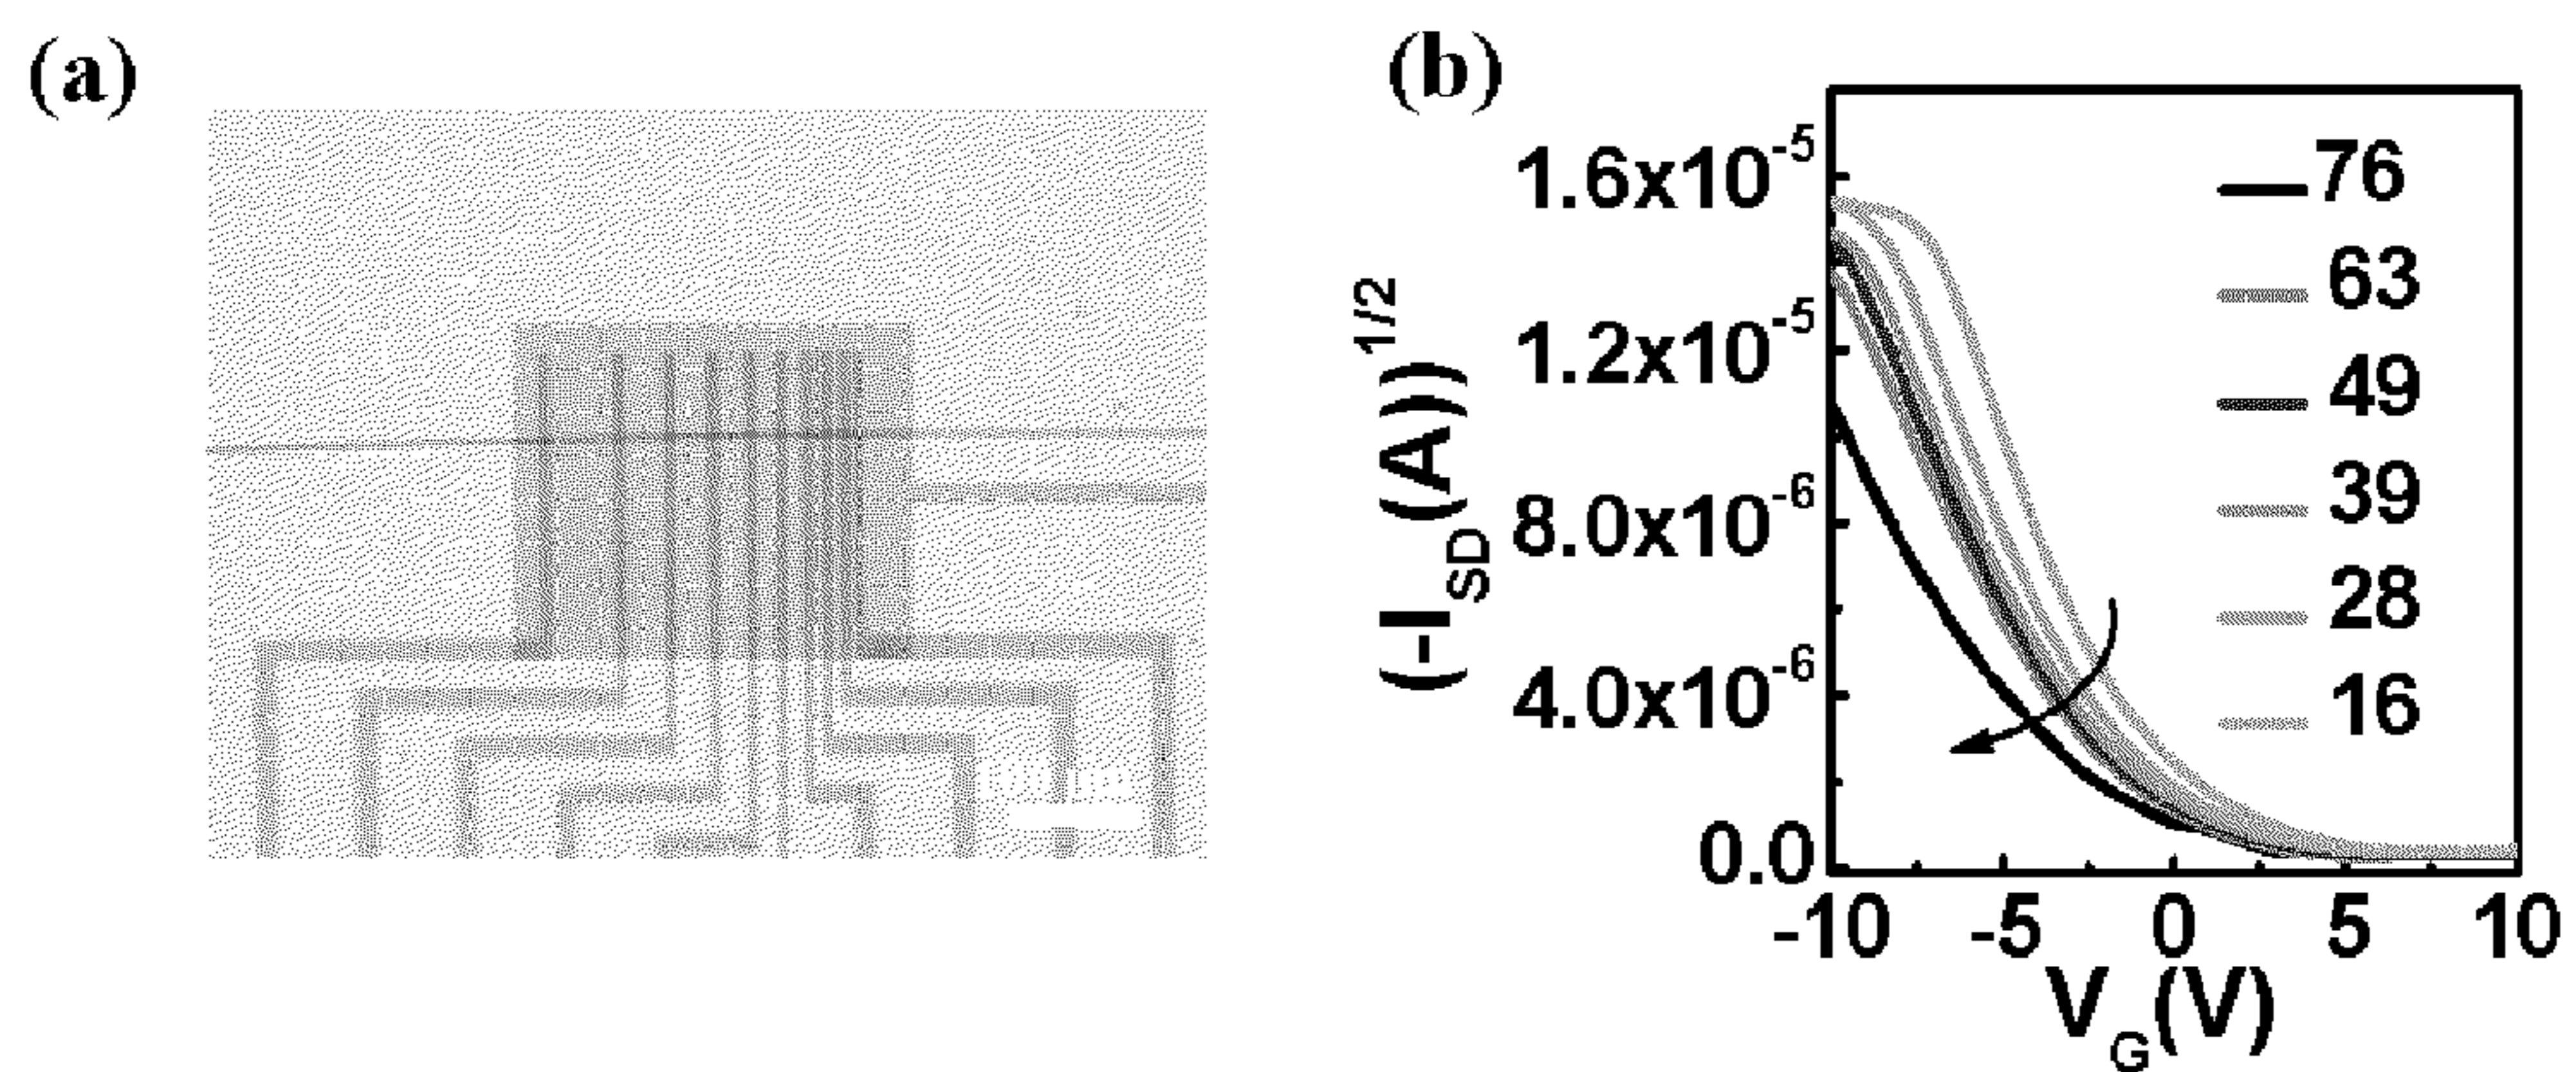 (a)
(b)
(-I_SD(A))^1/2
1.6x10^-5
1.2x10^-5
8.0x10^-6
4.0x10^-6
0.0
-10 -5 0 5 10
V_G(V)
76
63
49
39
28
16